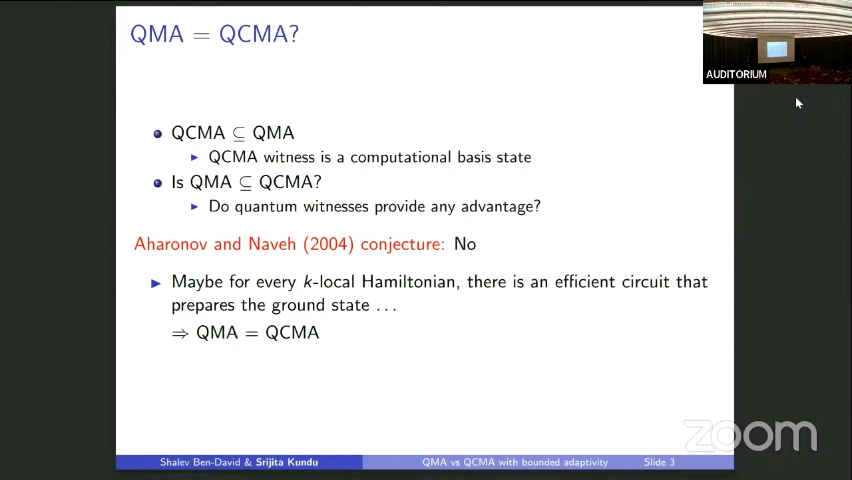 QMA = QCMA?
AUDITORIUM
• QCMA ⊆ QMA
▶ QCMA witness is a computational basis state
• Is QMA ⊆ QCMA?
▶ Do quantum witnesses provide any advantage?
Aharonov and Naveh (2004) conjecture: No
▶ Maybe for every k-local Hamiltonian, there is an efficient circuit that
prepares the ground state . . .
⇒ QMA = QCMA
zoom
Shalev Ben-David & Srijita Kundu QMA vs QCMA with bounded adaptivity Slide 3